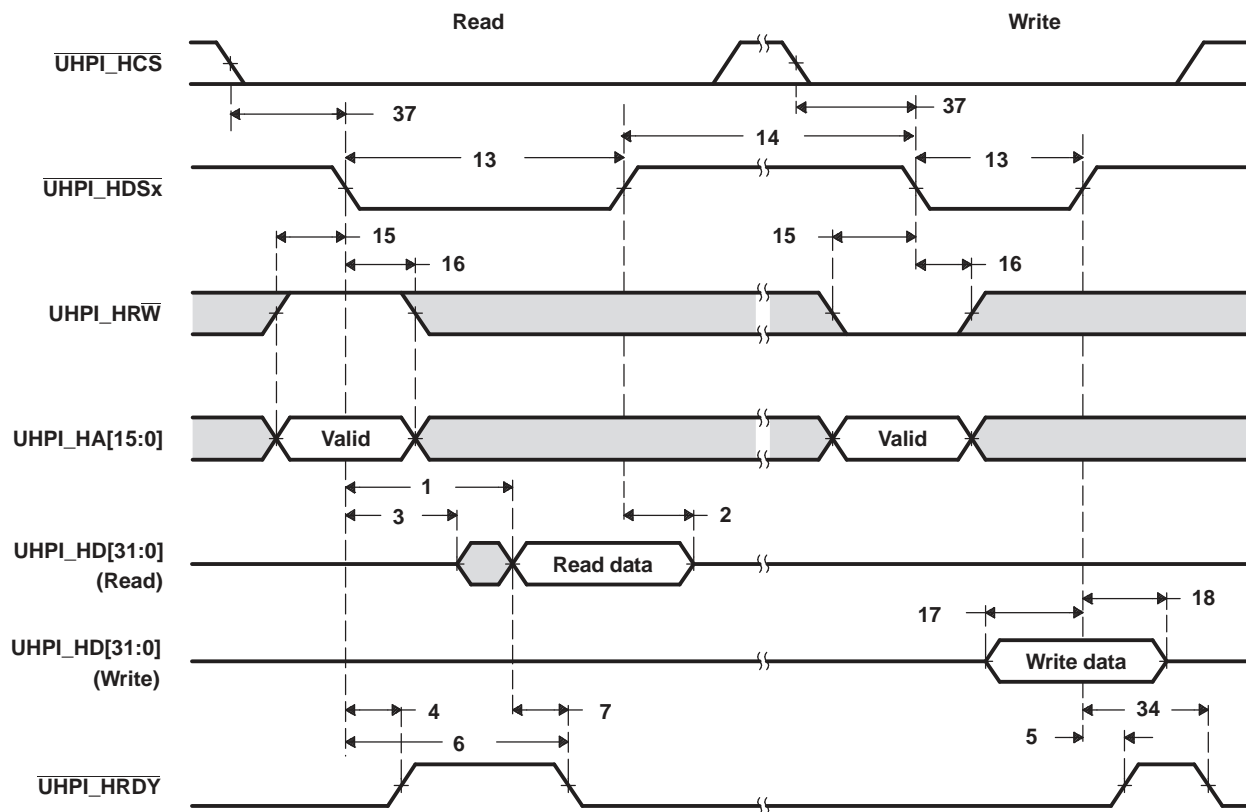 Read Write
UHPI_HCS
37 37
14
13 13
UHPI_HDSx
15 15
16 16
UHPI_HRW
UHPI_HA[15:0] Valid Valid
1
3 2
UHPI_HD[31:0]
(Read)
Read data
17 18
UHPI_HD[31:0]
(Write)
Write data
4 7 34
6 5
UHPI_HRDY